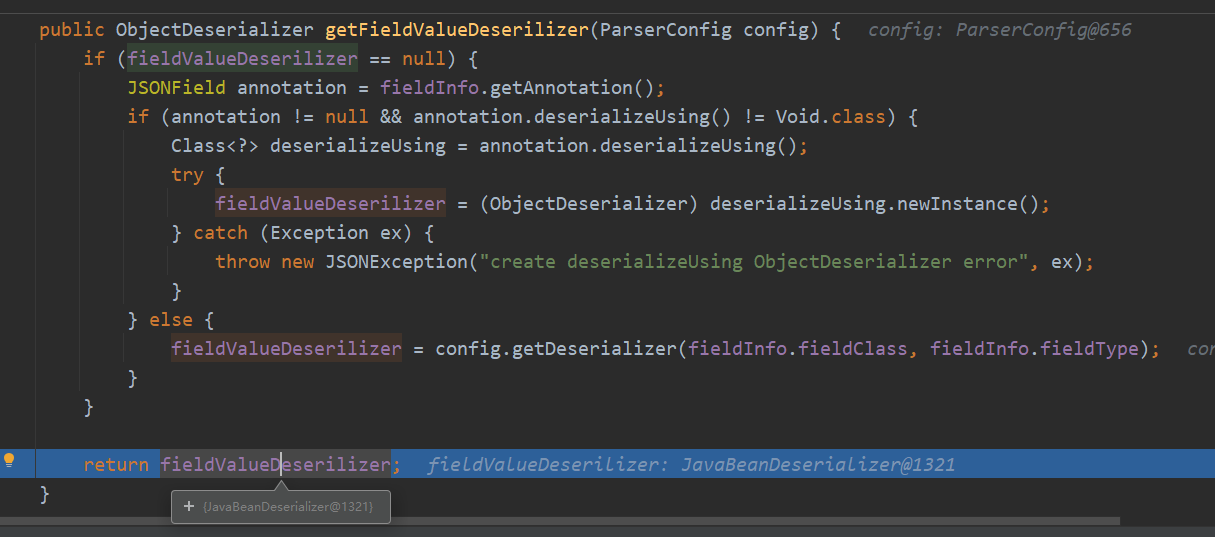 public ObjectDeserializer getFieldValueDeserilizer(ParserConfig config) {  config: ParserConfig@656
    if (fieldValueDeserilizer == null) {
        JSONField annotation = fieldInfo.getAnnotation();
        if (annotation != null && annotation.deserializeUsing() != Void.class) {
            Class<?> deserializeUsing = annotation.deserializeUsing();
            try {
                fieldValueDeserilizer = (ObjectDeserializer) deserializeUsing.newInstance();
            } catch (Exception ex) {
                throw new JSONException("create deserializeUsing ObjectDeserializer error", ex);
            }
        } else {
            fieldValueDeserilizer = config.getDeserializer(fieldInfo.fieldClass, fieldInfo.fieldType);
        }
    }
    return fieldValueDeserilizer;  fieldValueDeserilizer: JavaBeanDeserializer@1321
}
+ (JavaBeanDeserializer@1321)